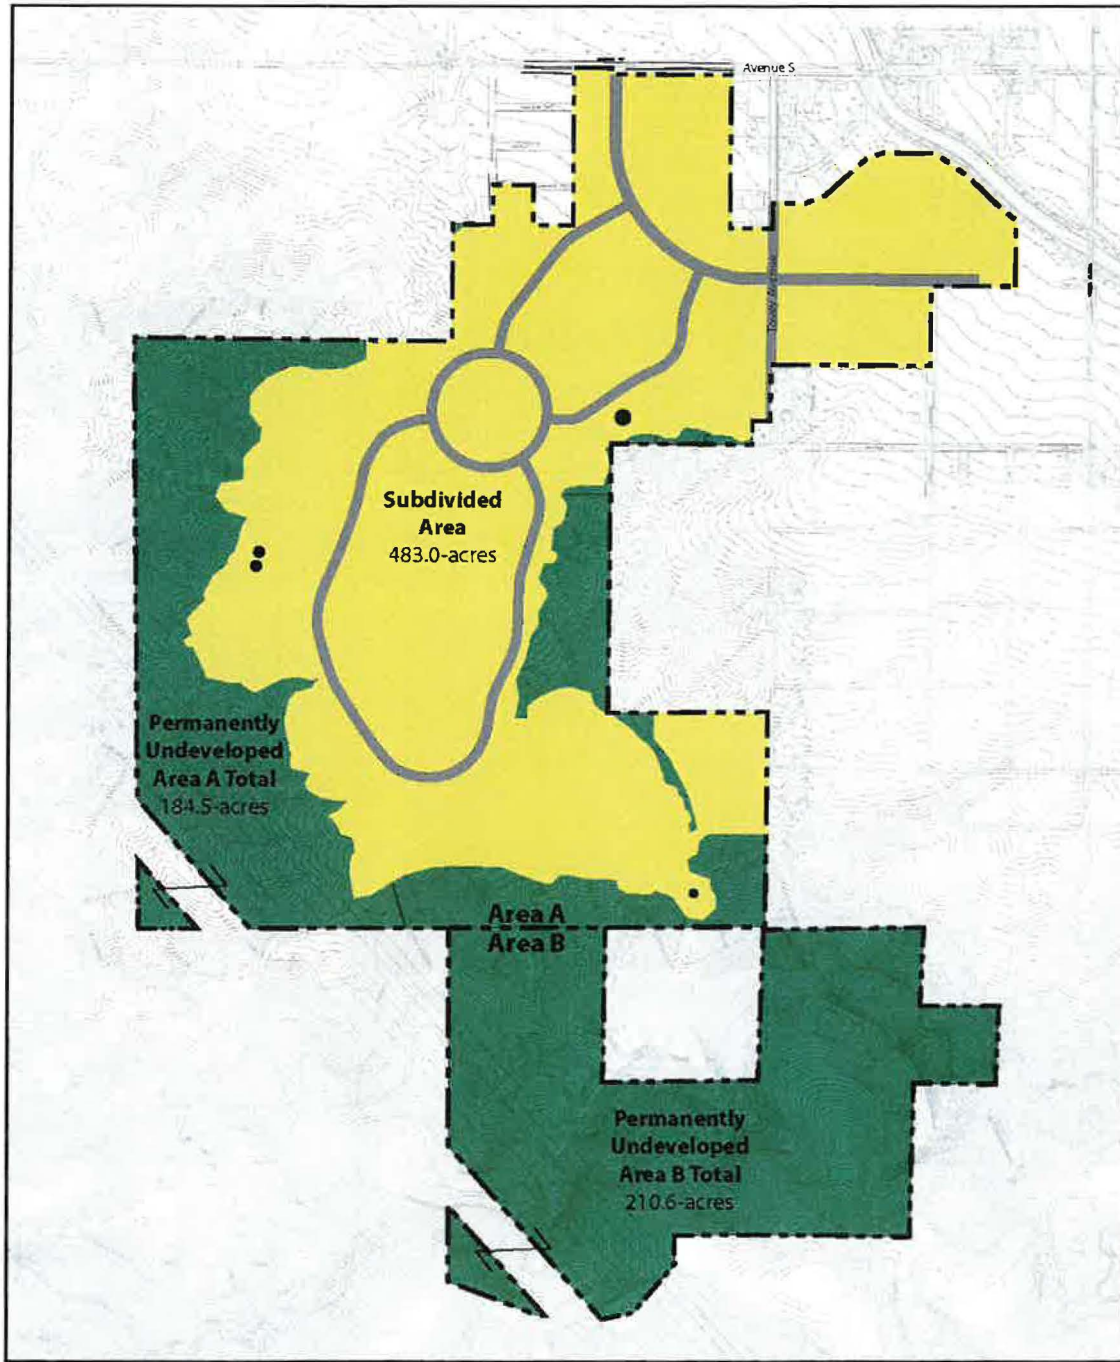 Avenue S
Subdivided
Area
483.0-acres
Permanently
Undeveloped
Area A Total
184.5-acres
Area A
Area B
Permanently
Undeveloped
Area B Total
210.6-acres